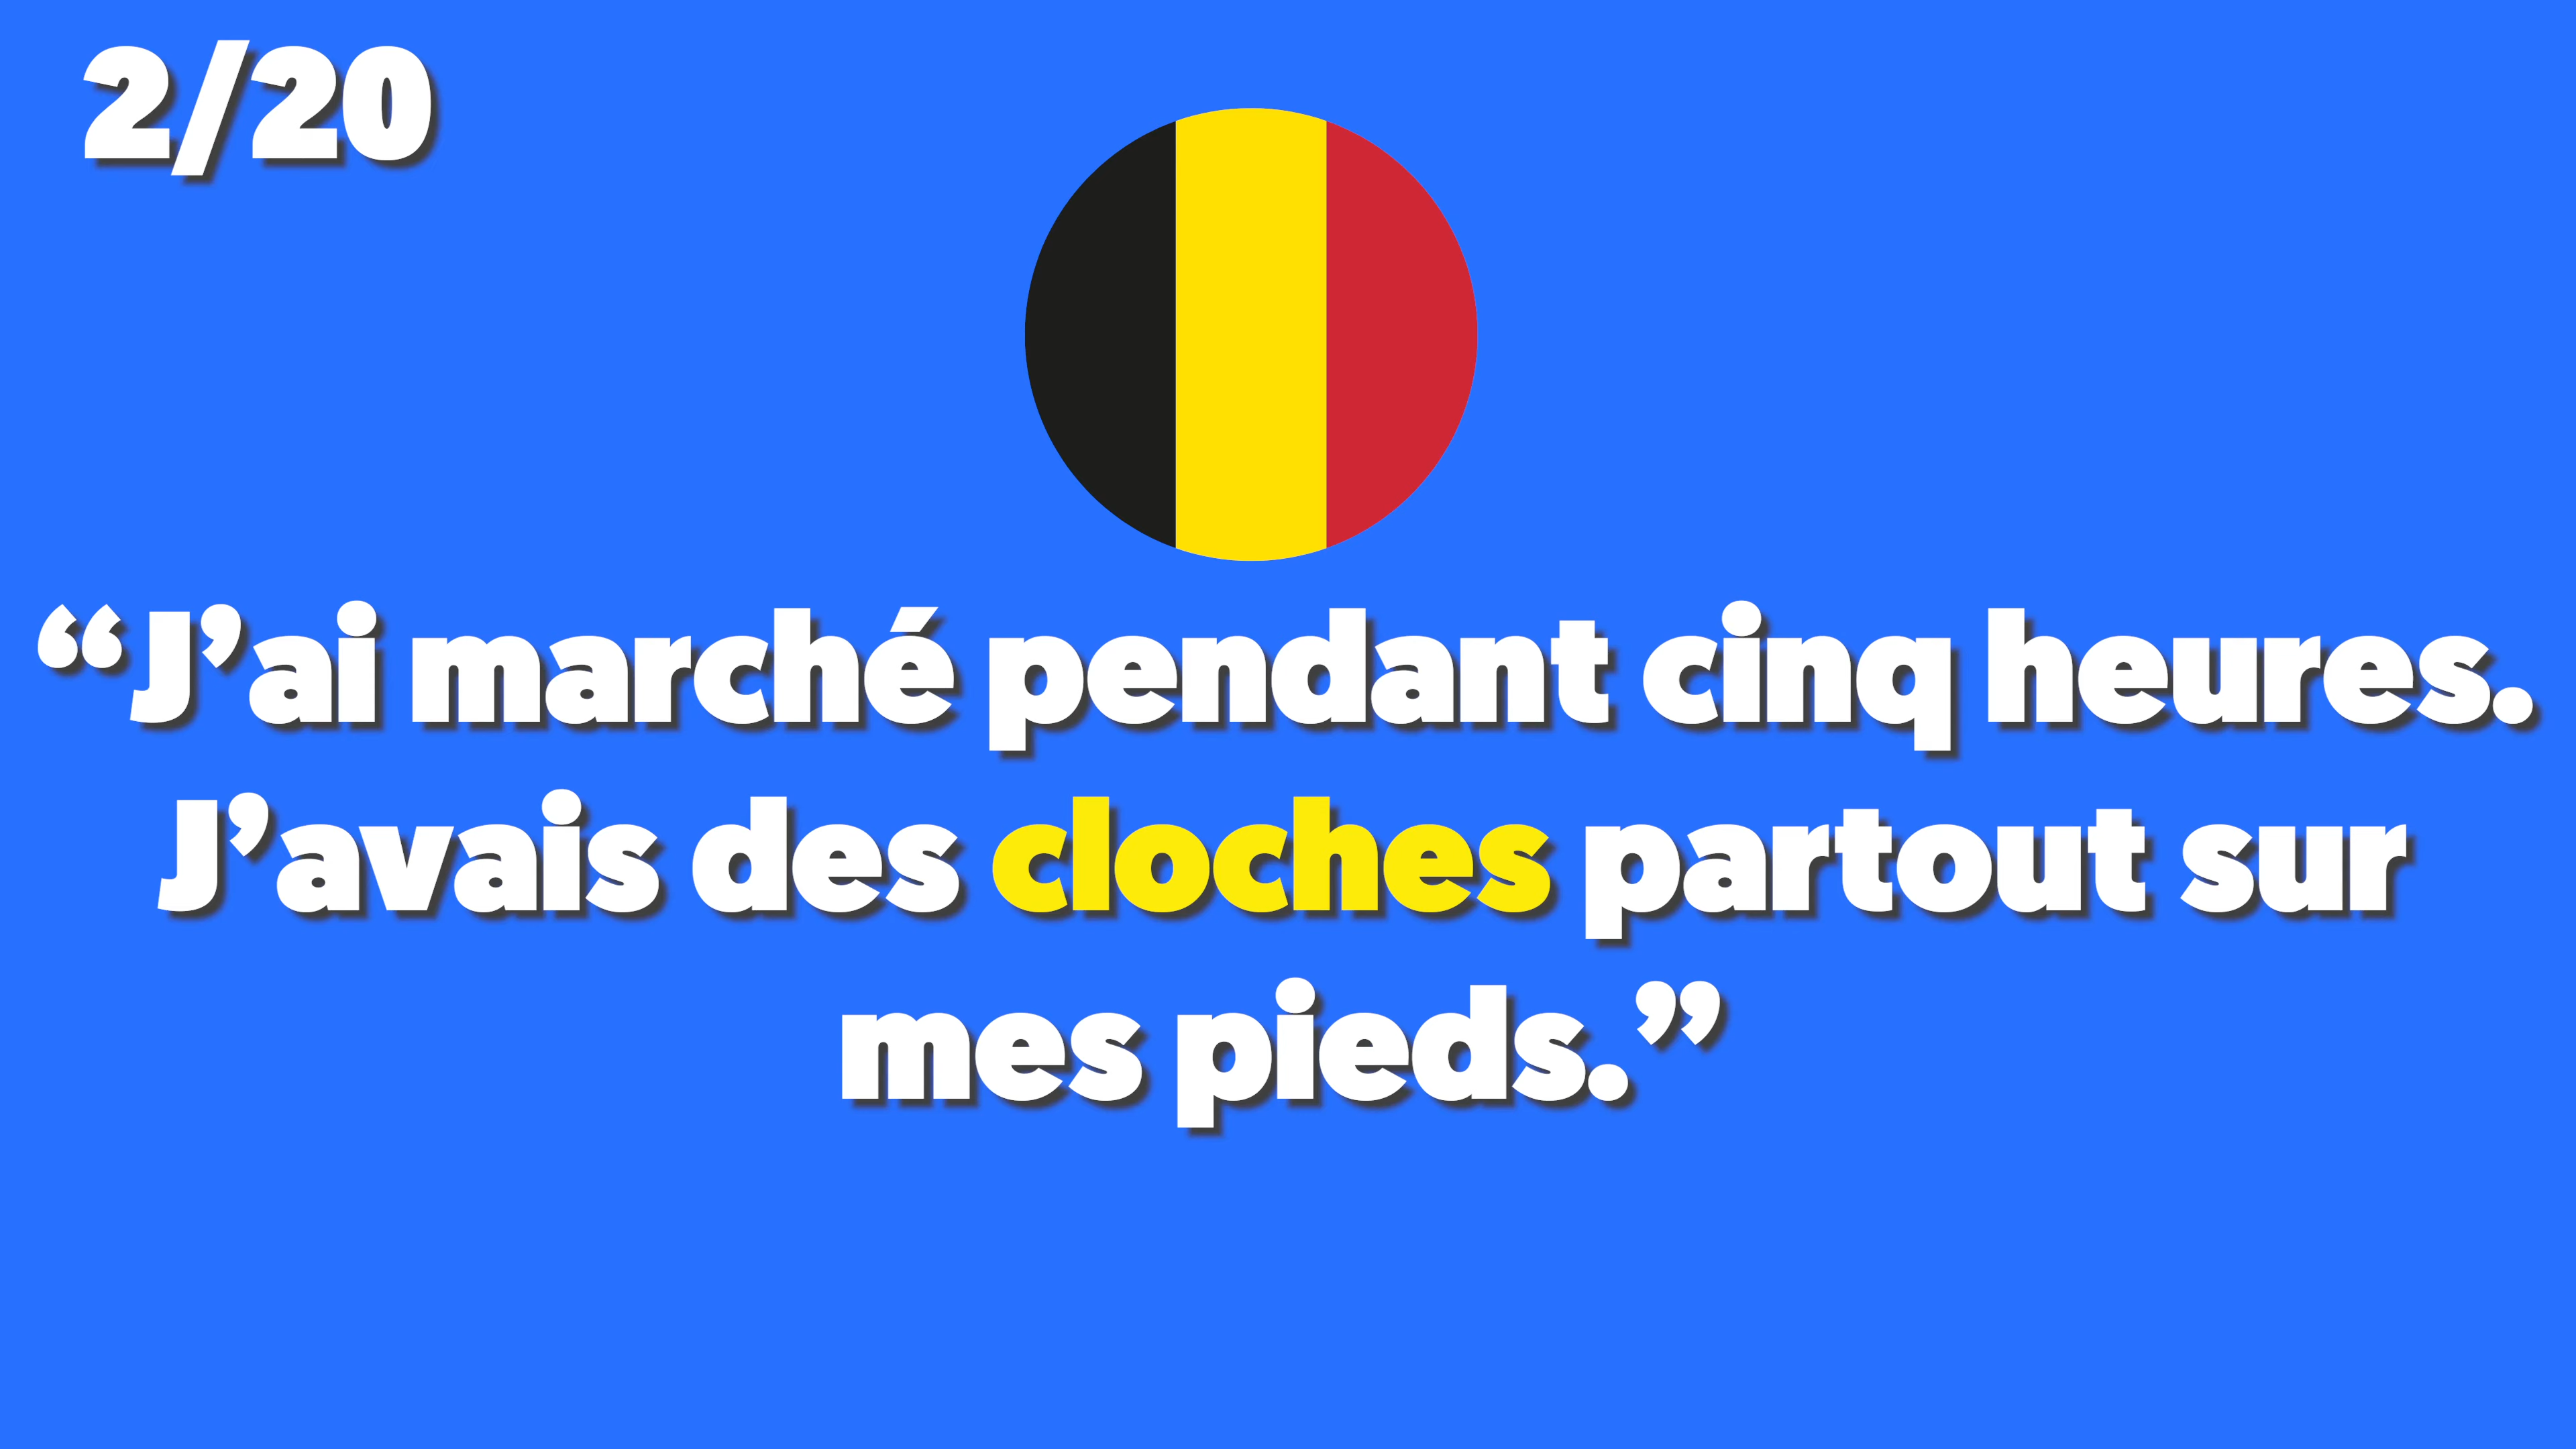 2/20
“J’ai marché pendant cinq heures.
J’avais des cloches partout sur
mes pieds.”